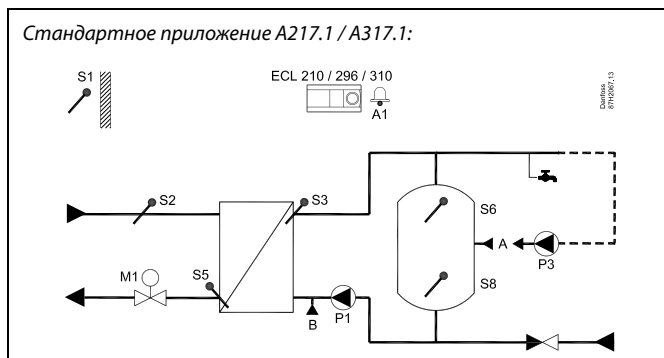 Стандартное приложение A217.1 / A317.1:
S1
ECL 210 / 296 / 310
A1
Danfoss
87H2067.13
S2
S3
S6
A
P3
M1
S5
S8
B
P1